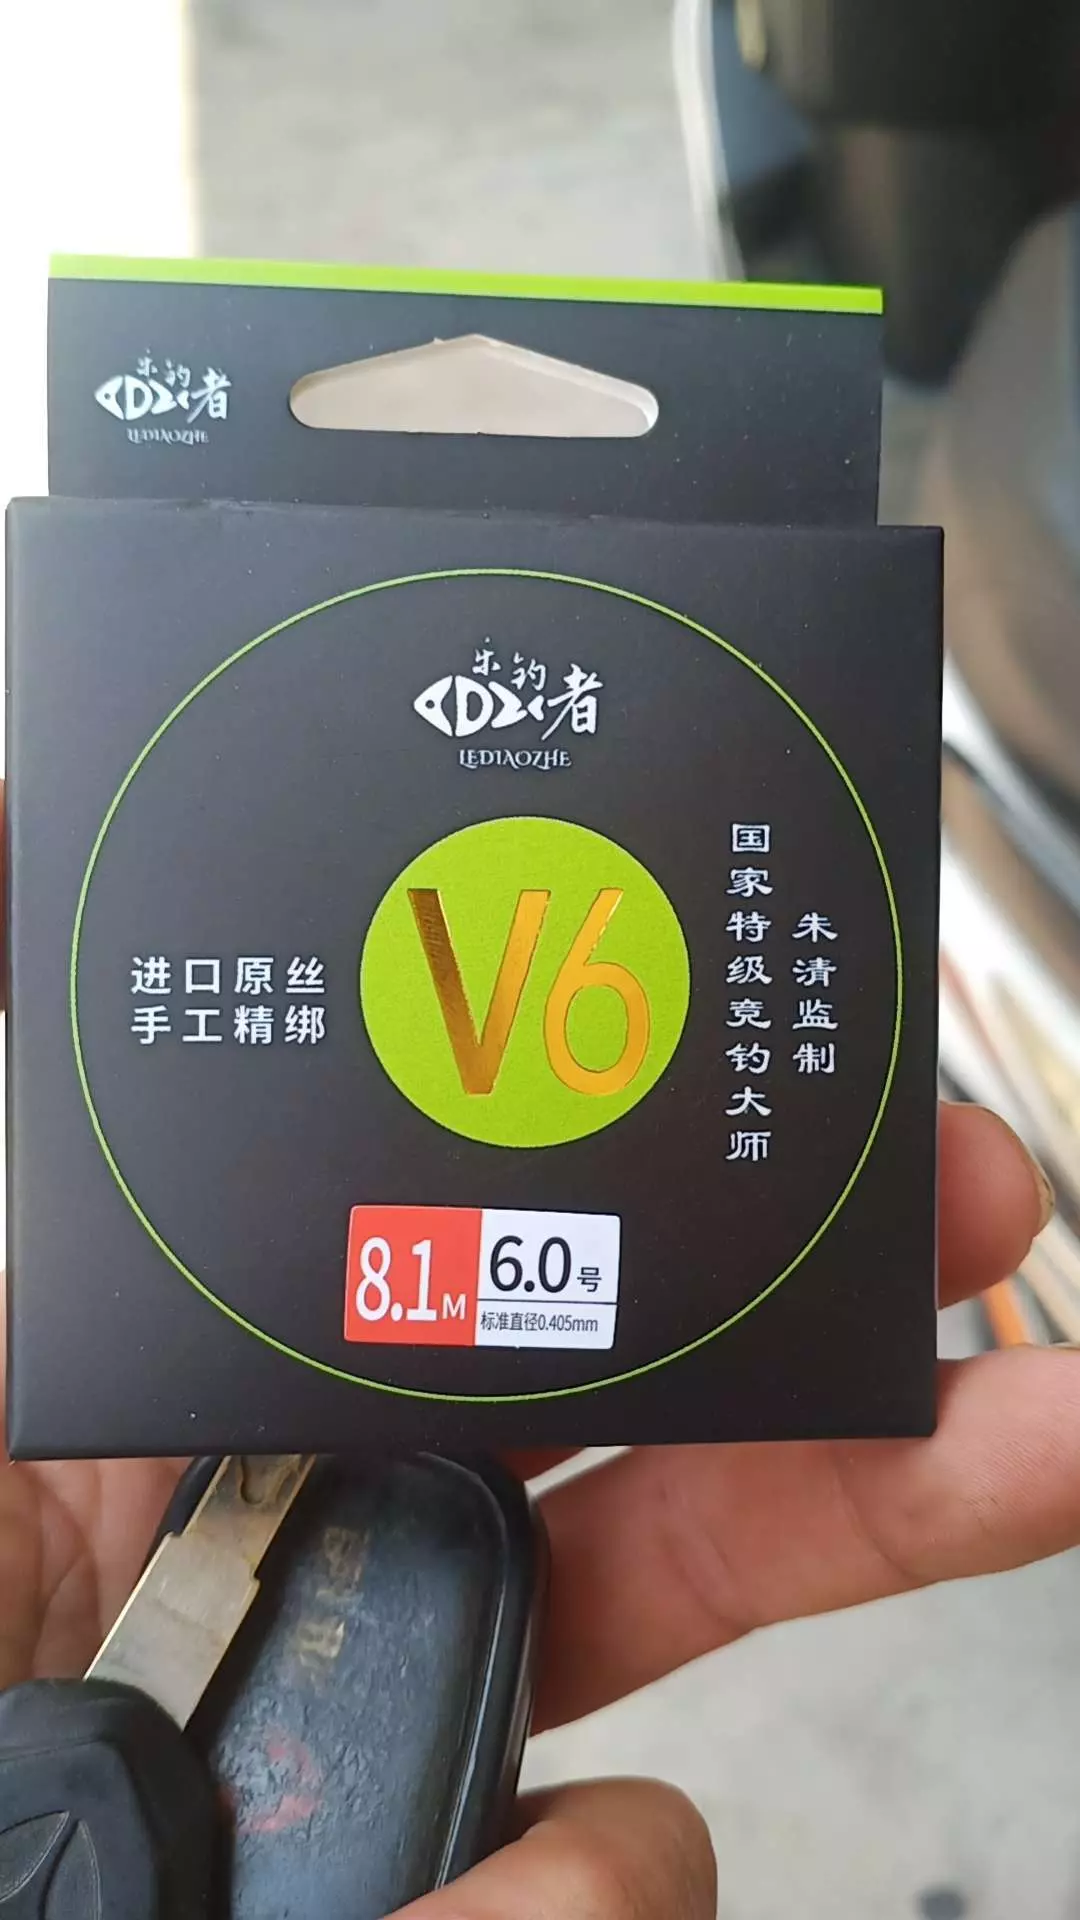 乐钓者
LEDIAOZHE
乐钓者
LEDIAOZHE
V6
进口原丝
手工精绑
国家特级竞钓大师
朱清监制
8.1M
6.0号
标准直径0.405mm